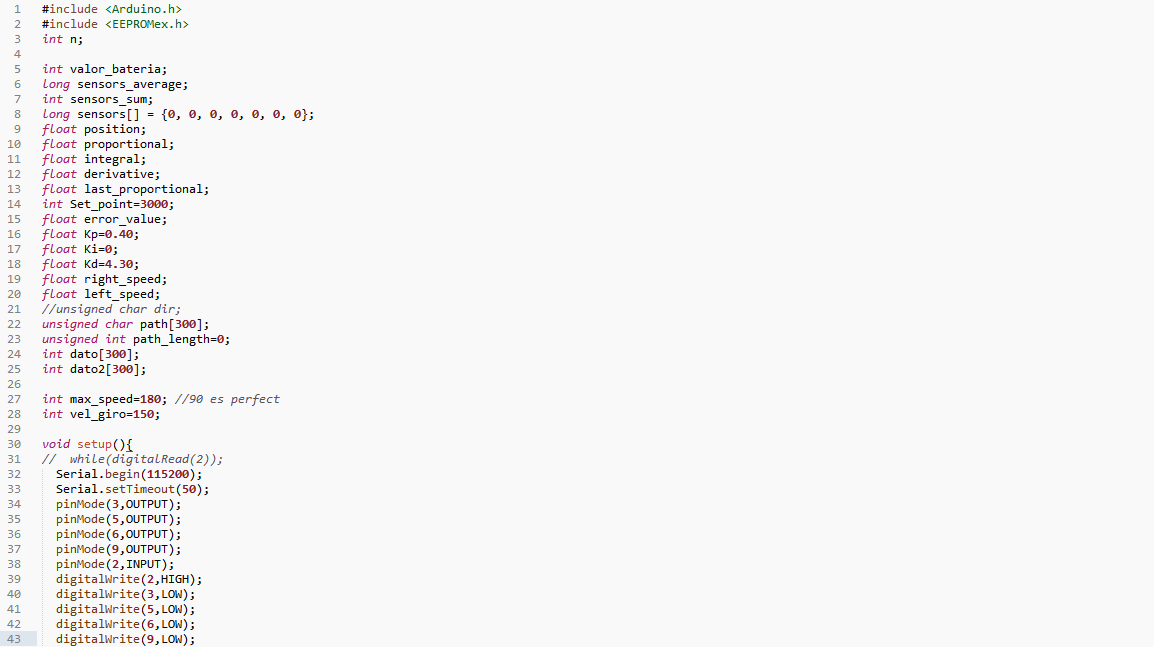 1 #include <Arduino.h>
2 #include <EEPROMex.h>
3 int n;
4
5 int valor_bateria;
6 long sensors_average;
7 int sensors_sum;
8 long sensors[] = {0, 0, 0, 0, 0, 0, 0};
9 float position;
10 float proportional;
11 float integral;
12 float derivative;
13 float last_proportional;
14 int Set_point=3000;
15 float error_value;
16 float Kp=0.40;
17 float Ki=0;
18 float Kd=4.30;
19 float right_speed;
20 float left_speed;
21 //unsigned char dir;
22 unsigned char path[300];
23 unsigned int path_length=0;
24 int dato[300];
25 int dato2[300];
26
27 int max_speed=180; //90 es perfect
28 int vel_giro=150;
29
30 void setup(){
31 //  while(digitalRead(2));
32   Serial.begin(115200);
33   Serial.setTimeout(50);
34   pinMode(3,OUTPUT);
35   pinMode(5,OUTPUT);
36   pinMode(6,OUTPUT);
37   pinMode(9,OUTPUT);
38   pinMode(2,INPUT);
39   digitalWrite(2,HIGH);
40   digitalWrite(3,LOW);
41   digitalWrite(5,LOW);
42   digitalWrite(6,LOW);
43   digitalWrite(9,LOW);